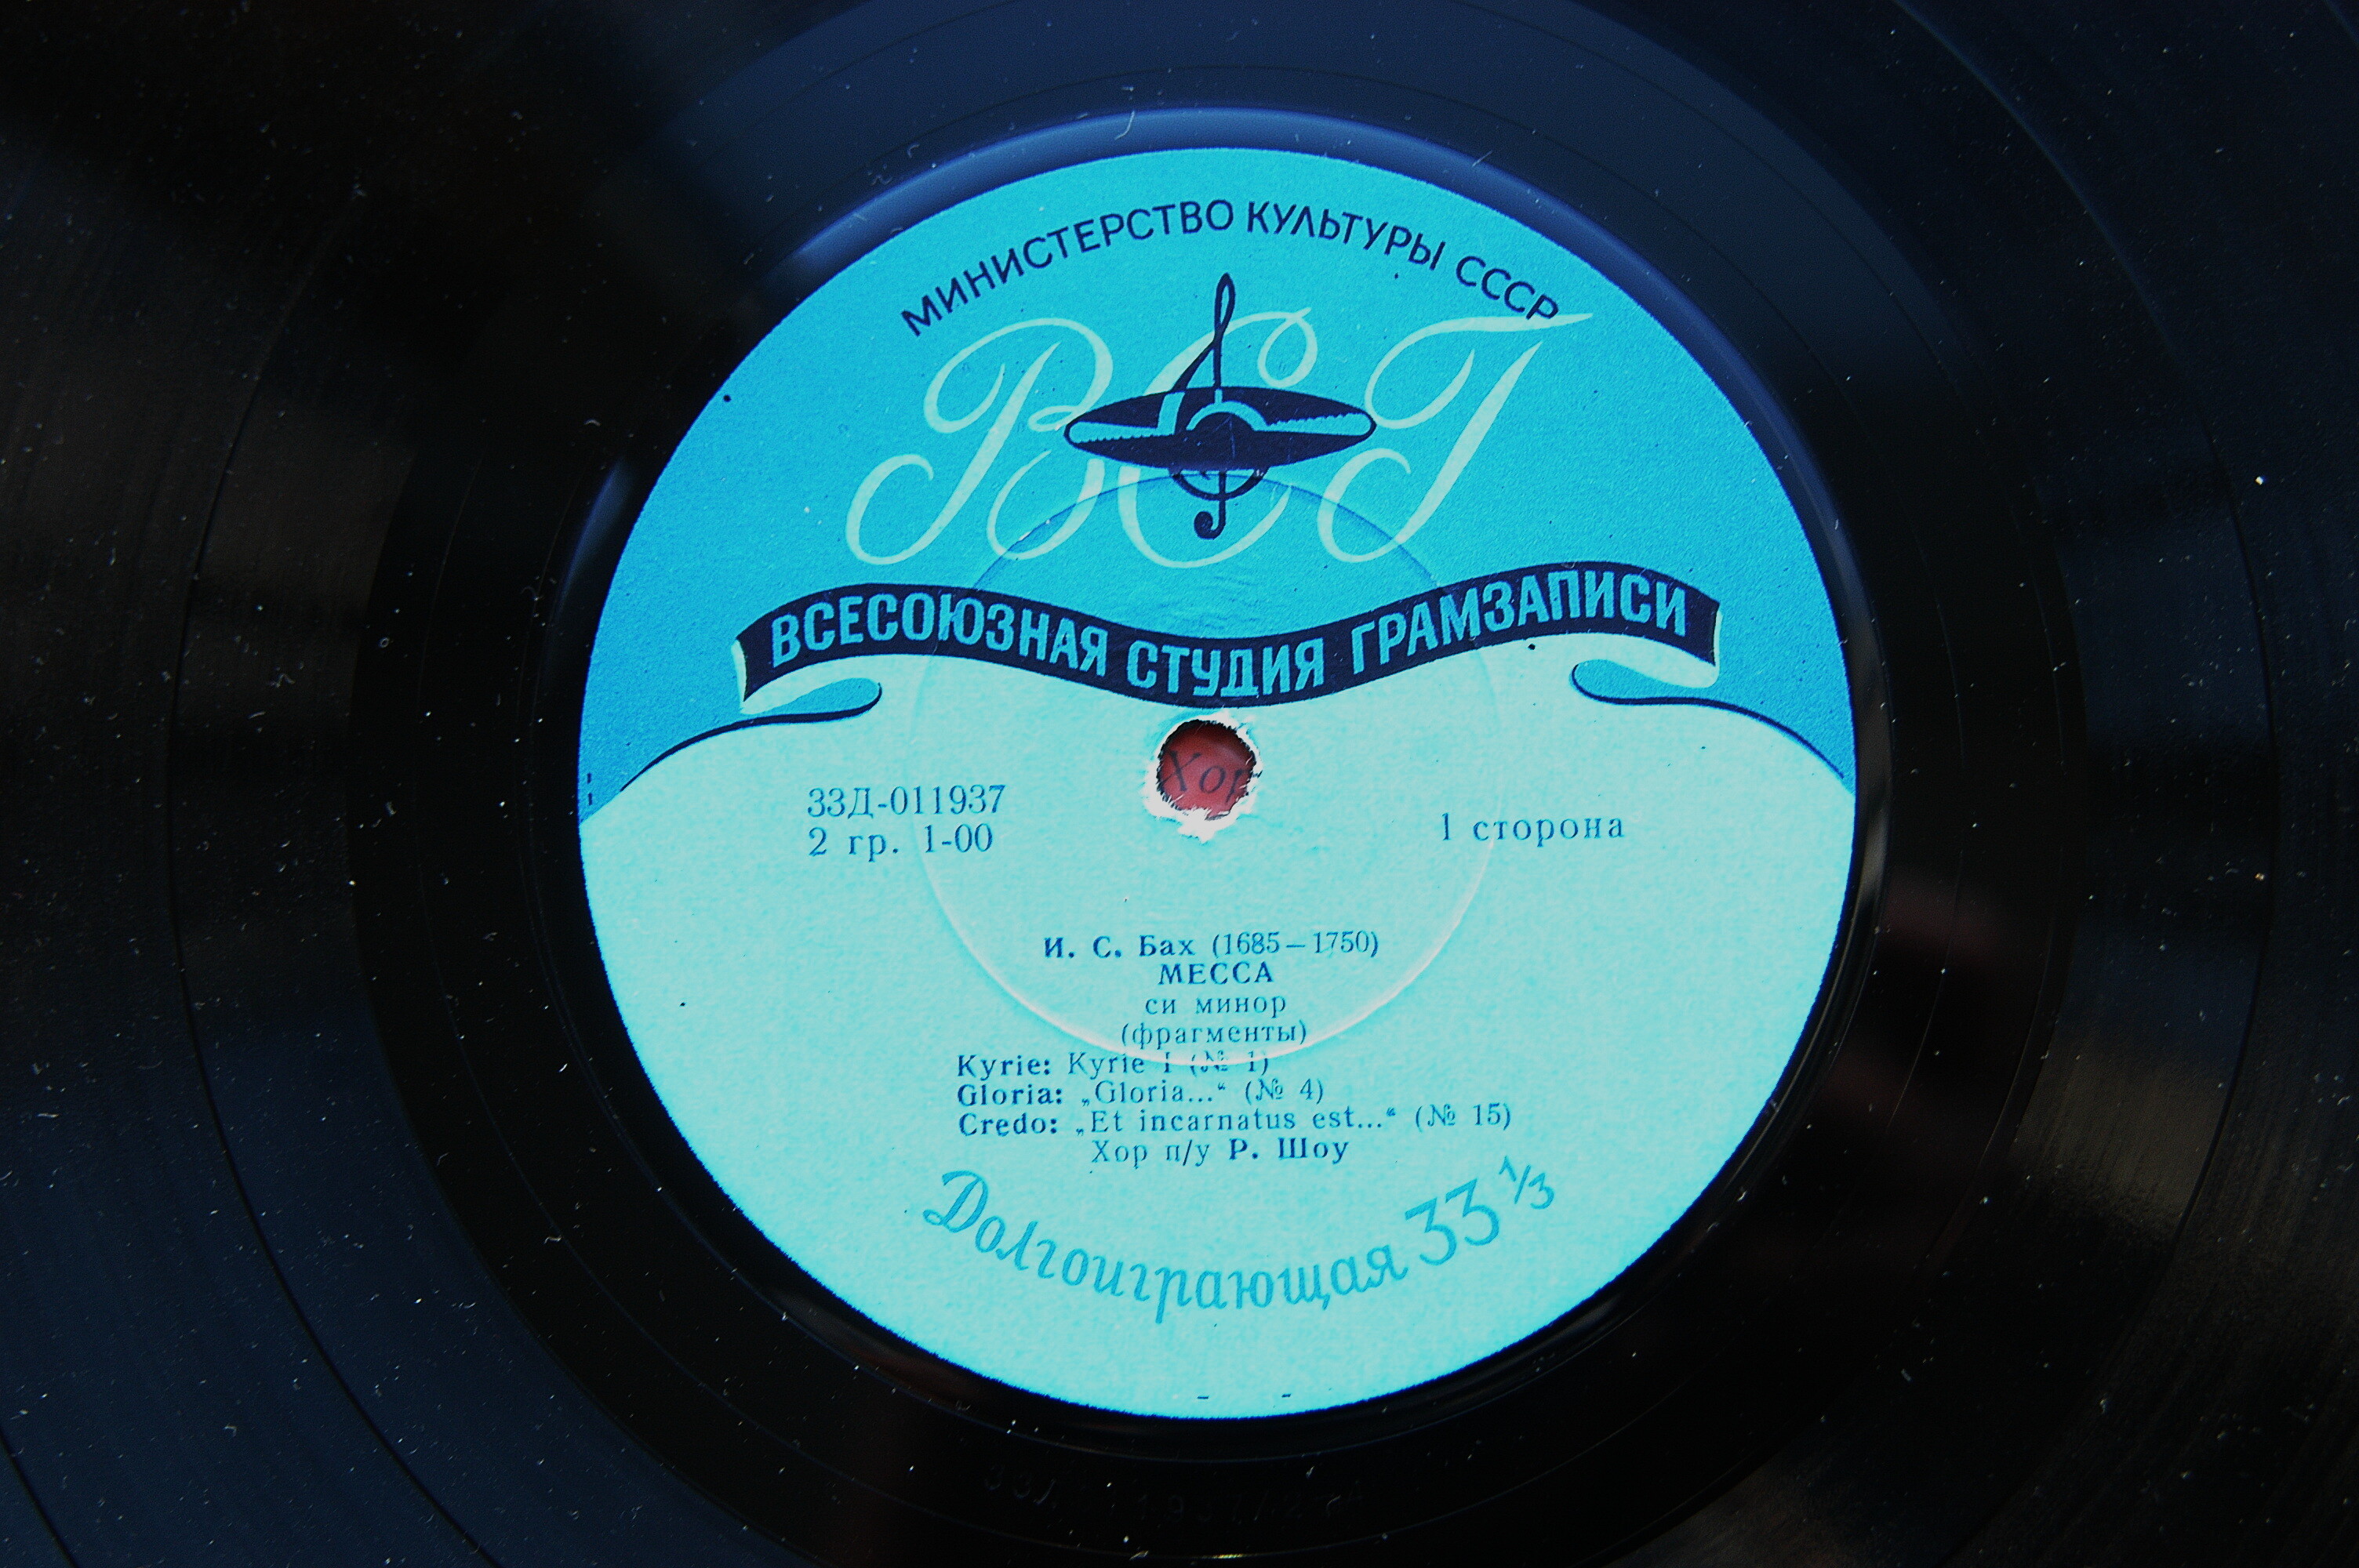 МИНИСТЕРСТВО КУЛЬТУРЫ СССР
ВСГ
ВСЕСОЮЗНАЯ СТУДИЯ ГРАМЗАПИСИ
Хор
33Д-011937
2 гр. 1-00
1 сторона
И. С. Бах (1685–1750)
МЕССА
си минор
(фрагменты)
Kyrie: Kyrie I (№ 1)
Gloria: „Gloria...“ (№ 4)
Credo: „Et incarnatus est...“ (№ 15)
Хор п/у Р. Шоу
Долгоиграющая 33 1/3